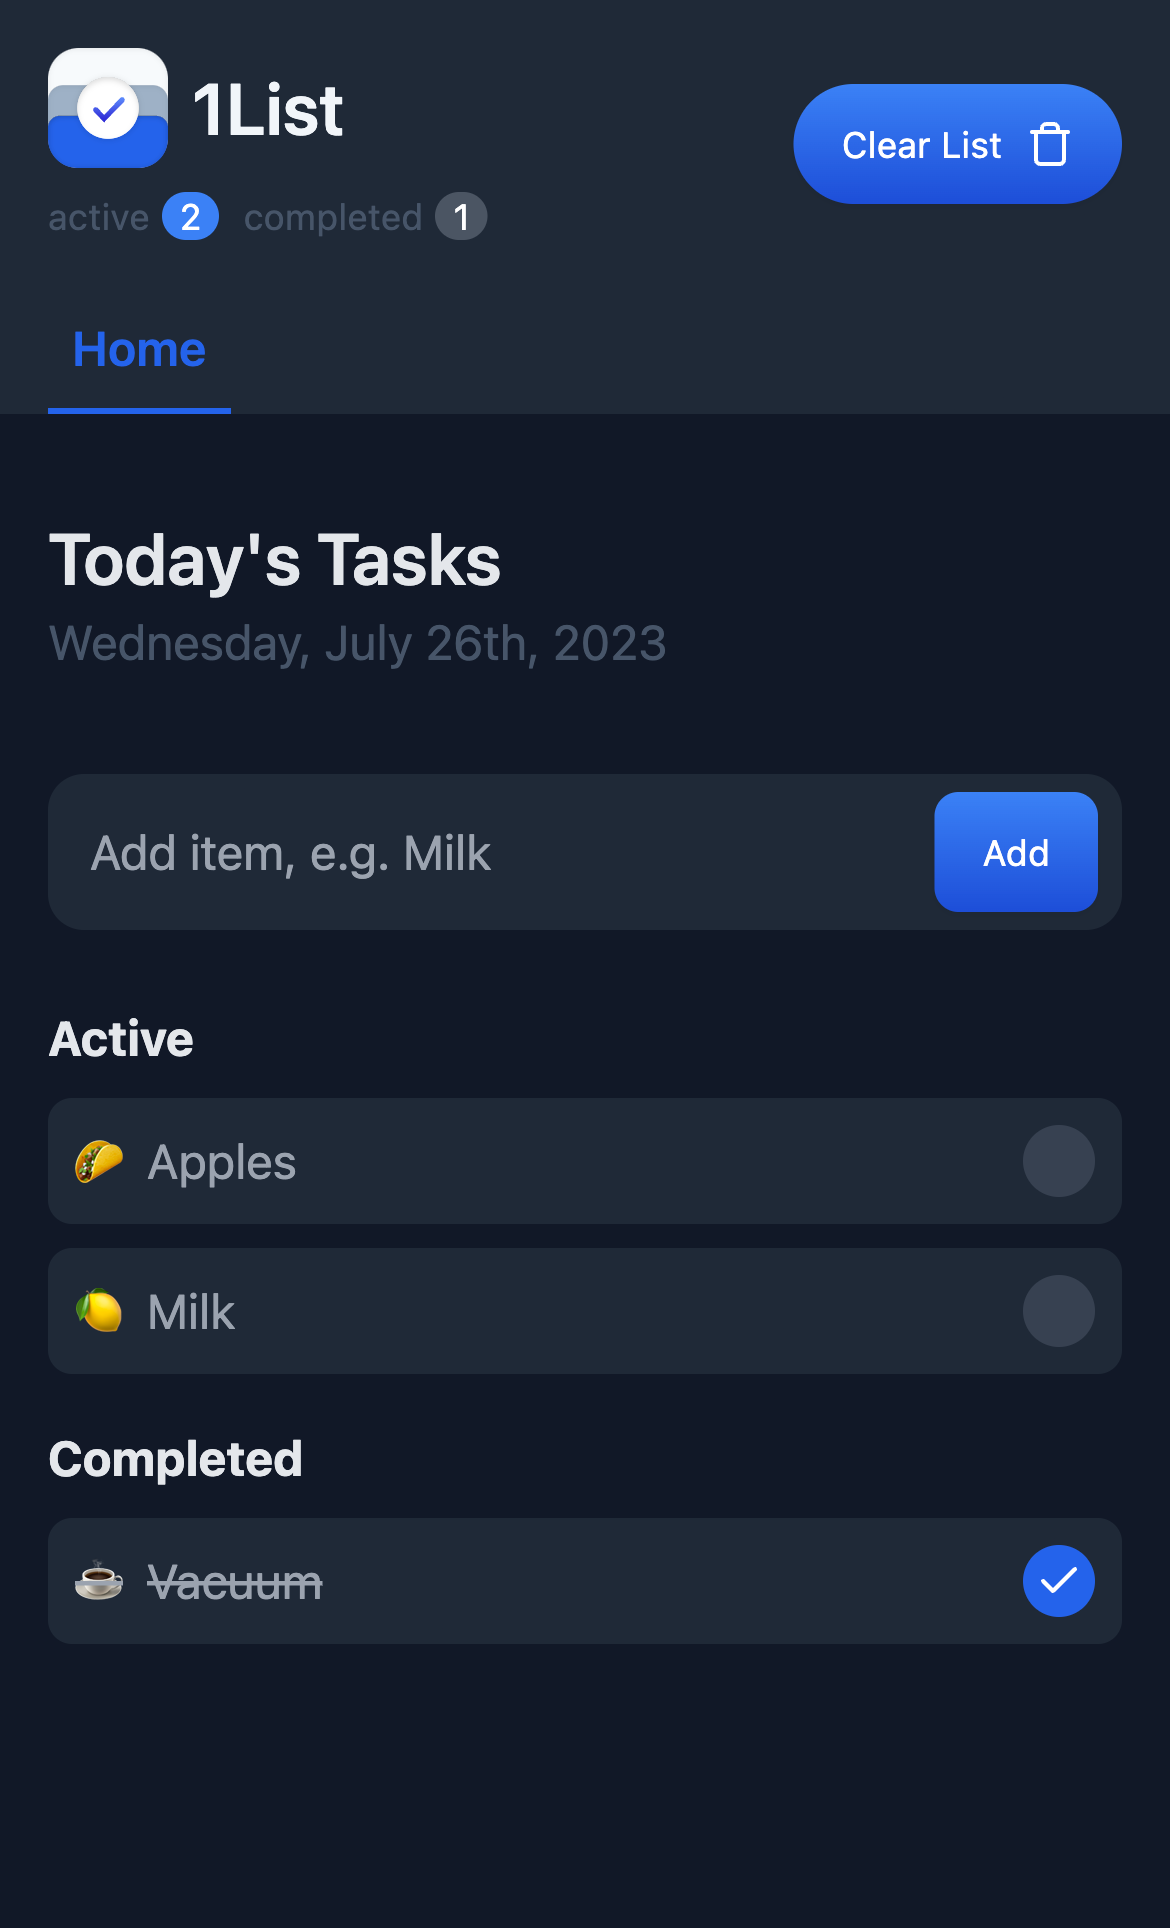 1List
Clear List
active 2 completed 1
Home
Today's Tasks
Wednesday, July 26th, 2023
Add item, e.g. Milk
Add
Active
🌮 Apples
🍋 Milk
Completed
☕ Vacuum